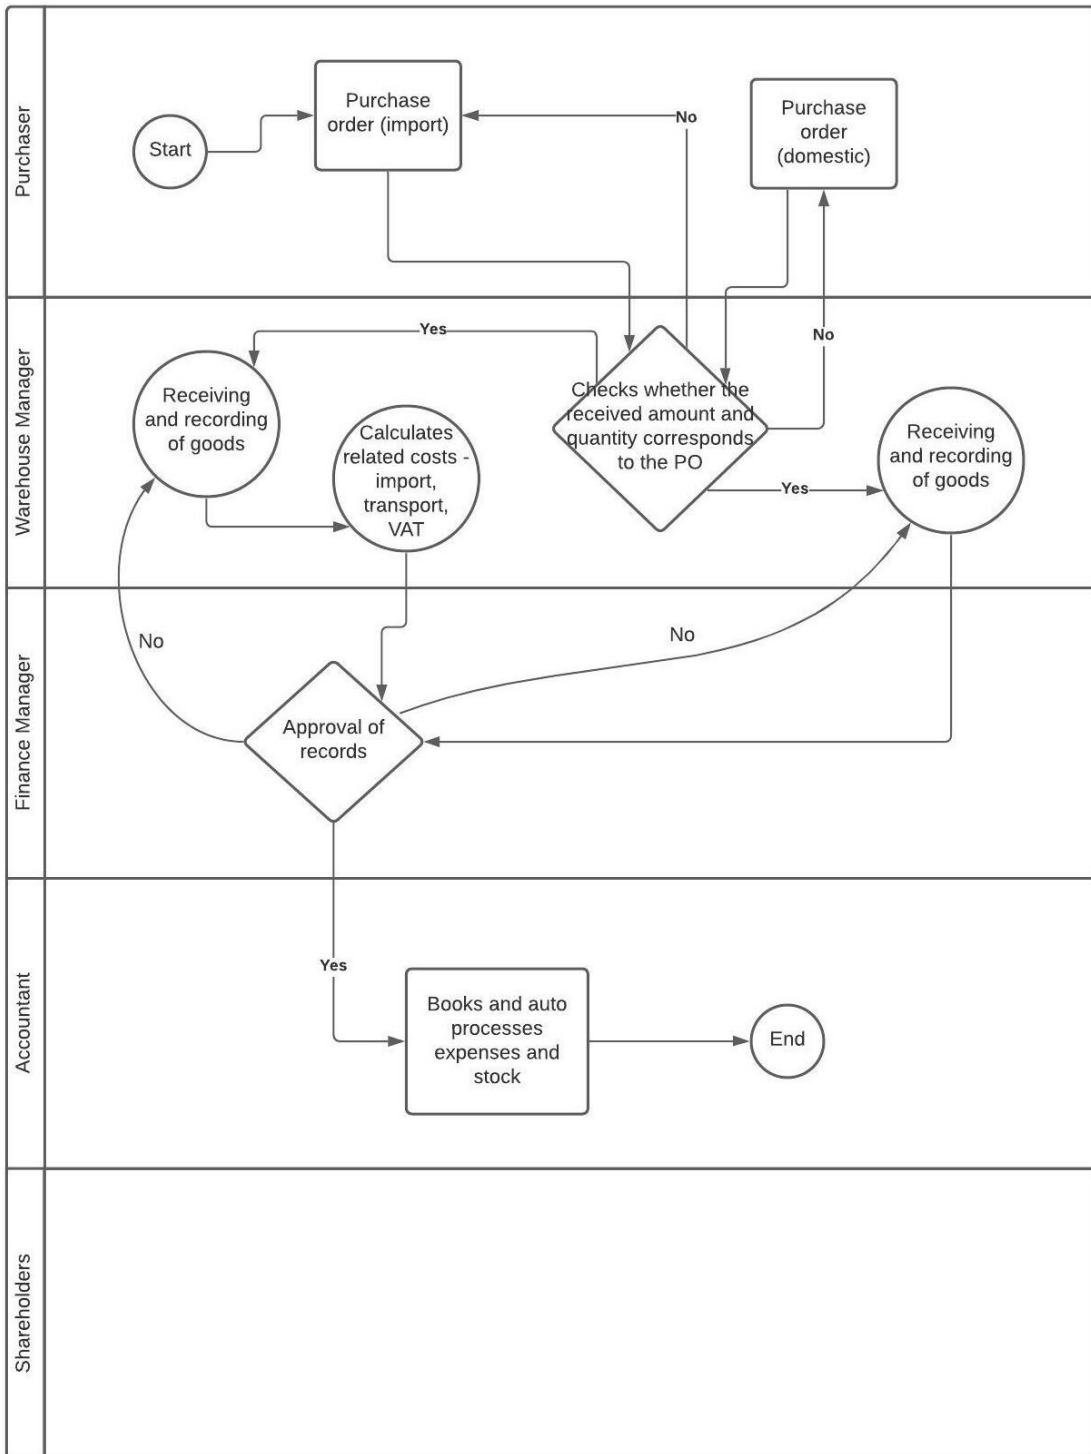 Purchaser
Start
Purchase
order (import)
No
Purchase
order
(domestic)
Warehouse Manager
Yes
No
Receiving
and recording
of goods
Calculates
related costs -
import,
transport,
VAT
Checks whether the
received amount and
quantity corresponds
to the PO
Yes
Receiving
and recording
of goods
Finance Manager
No
No
Approval of
records
Accountant
Yes
Books and auto
processes
expenses and
stock
End
Shareholders